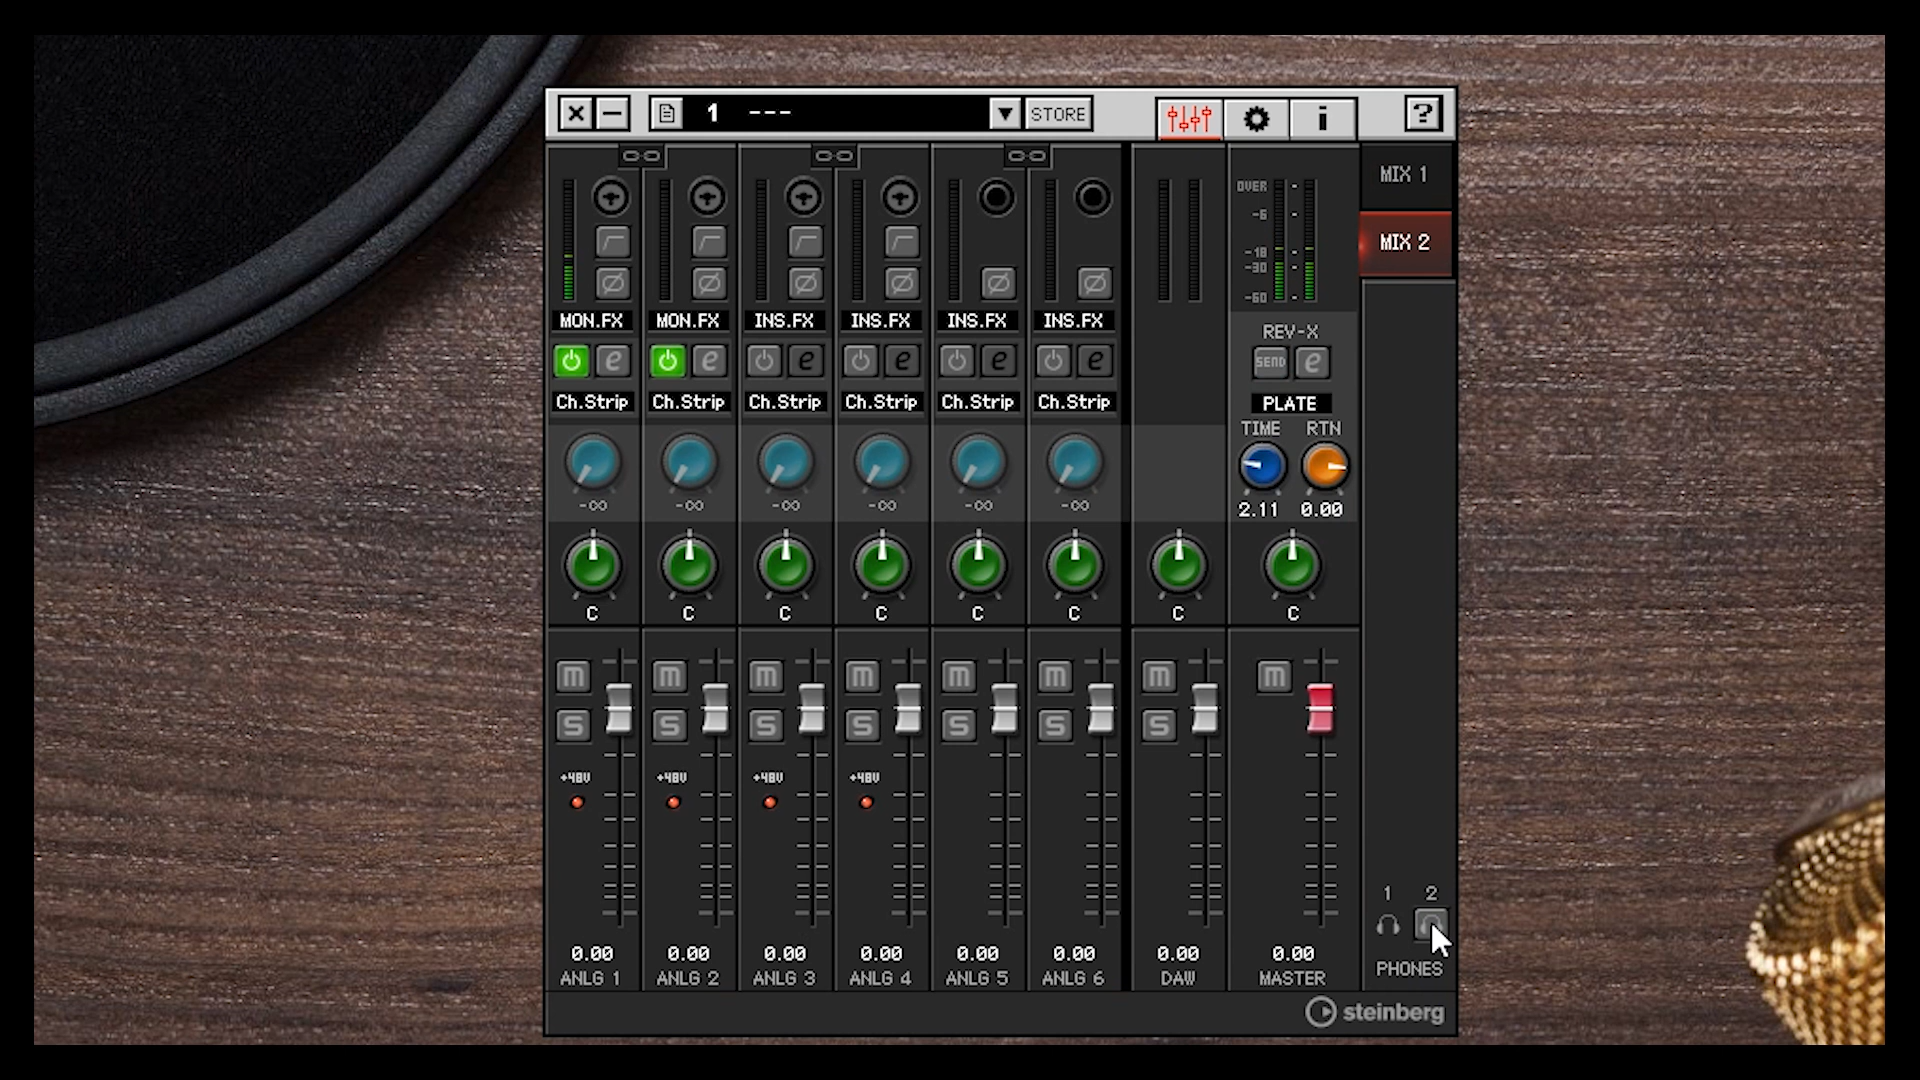 1 --- STORE i ?
MIX 1
MIX 2
OVER
-6
-18
-30
-60
MON.FX MON.FX INS.FX INS.FX INS.FX INS.FX
REV-X
e e e e e e SEND e
Ch.Strip Ch.Strip Ch.Strip Ch.Strip Ch.Strip Ch.Strip PLATE
TIME RTN
-∞ -∞ -∞ -∞ -∞ -∞ 2.11 0.00
C C C C C C C C
M M M M M M M M
S S S S S S S
+48V +48V +48V +48V
1 2
0.00 0.00 0.00 0.00 0.00 0.00 0.00 0.00
ANLG 1 ANLG 2 ANLG 3 ANLG 4 ANLG 5 ANLG 6 DAW MASTER PHONES
steinberg